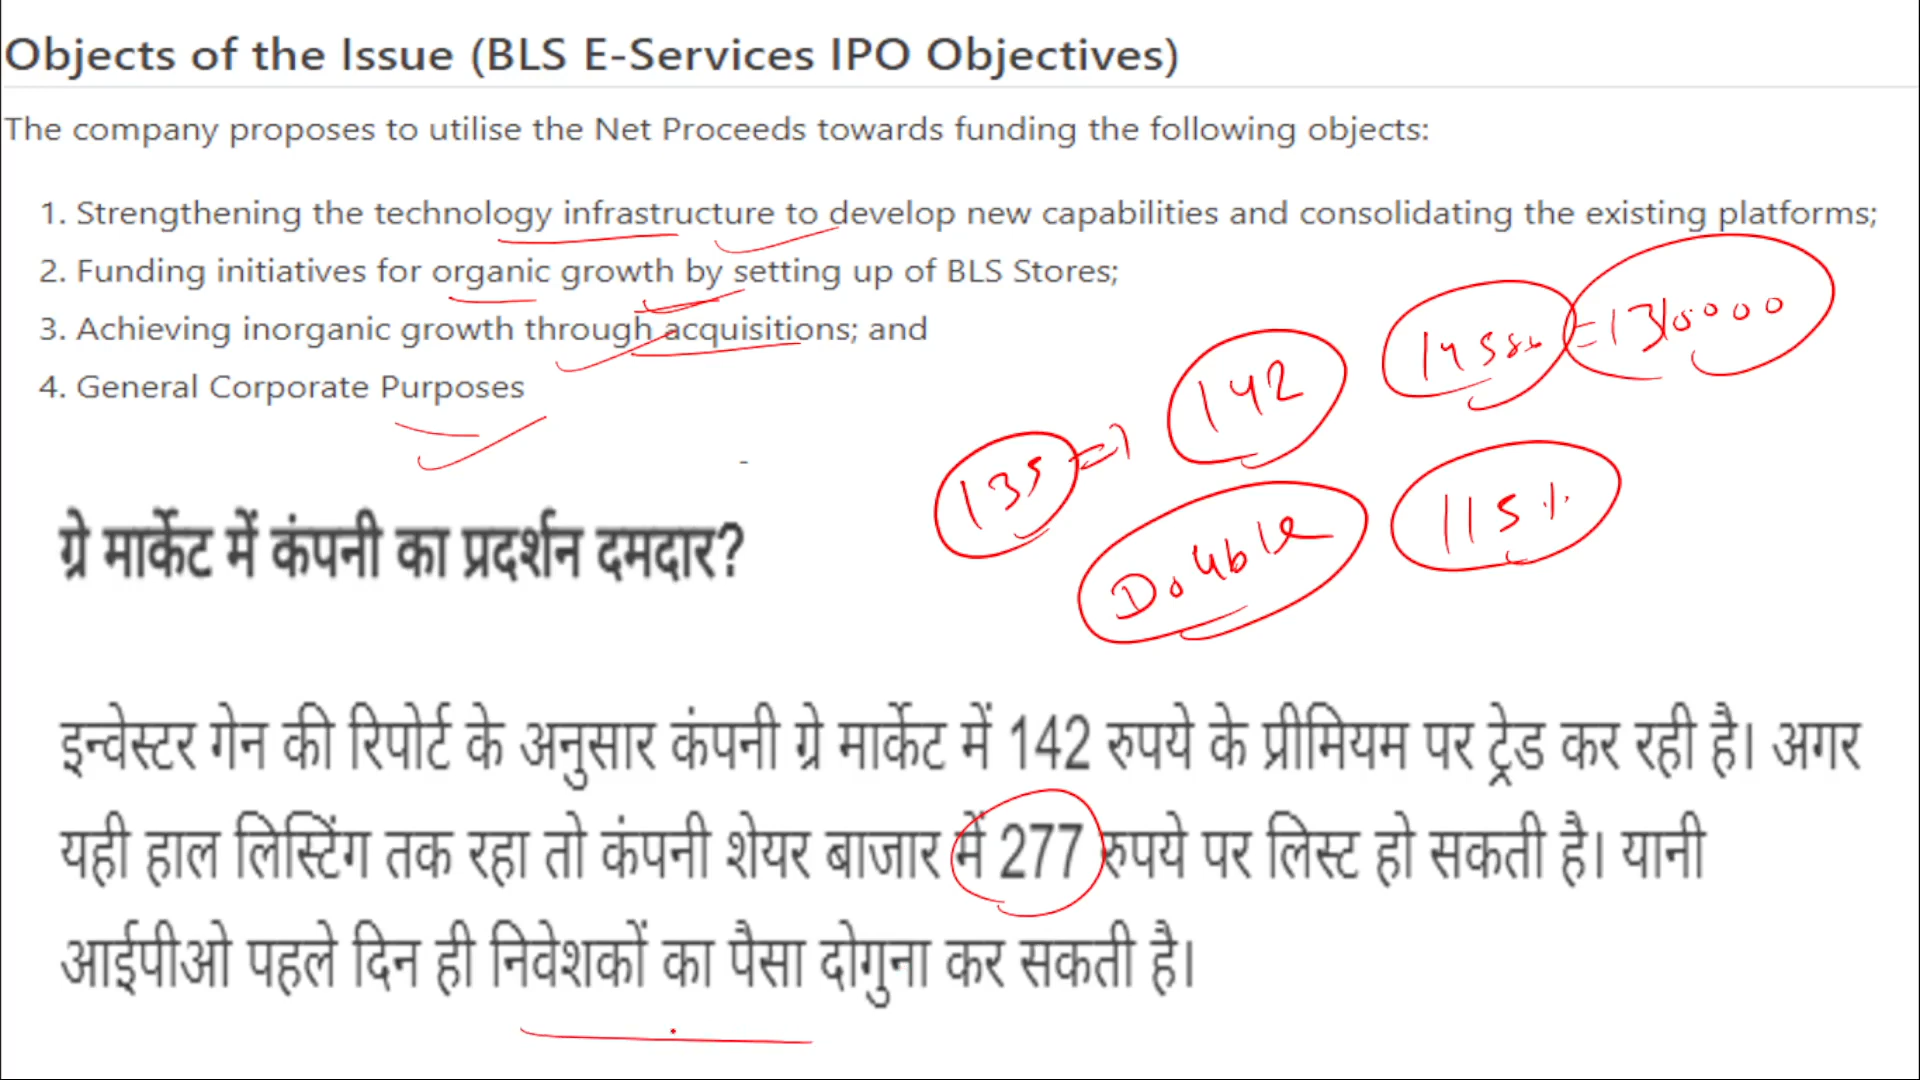 Objects of the Issue (BLS E-Services IPO Objectives)
The company proposes to utilise the Net Proceeds towards funding the following objects:
1. Strengthening the technology infrastructure to develop new capabilities and consolidating the existing platforms;
2. Funding initiatives for organic growth by setting up of BLS Stores;
3. Achieving inorganic growth through acquisitions; and
4. General Corporate Purposes
135 => 142
Double
115%
ग्रे मार्केट में कंपनी का प्रदर्शन दमदार?
इन्वेस्टर गेन की रिपोर्ट के अनुसार कंपनी ग्रे मार्केट में 142 रुपये के प्रीमियम पर ट्रेड कर रही है। अगर
यही हाल लिस्टिंग तक रहा तो कंपनी शेयर बाजार में 277 रुपये पर लिस्ट हो सकती है। यानी
आईपीओ पहले दिन ही निवेशकों का पैसा दोगुना कर सकती है।